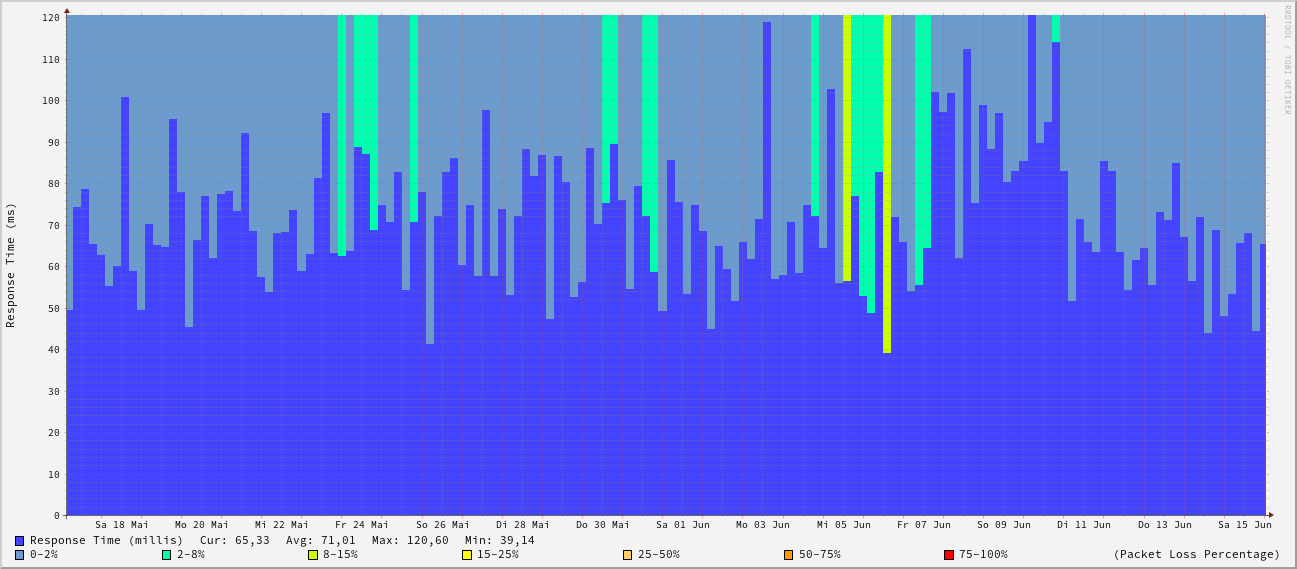 120
110
100
90
80
70
60
50
40
30
20
10
0
Response Time (ms)
RRDTOOL / TOBI OETIKER
Sa 18 Mai Mo 20 Mai Mi 22 Mai Fr 24 Mai So 26 Mai Di 28 Mai Do 30 Mai Sa 01 Jun Mo 03 Jun Mi 05 Jun Fr 07 Jun So 09 Jun Di 11 Jun Do 13 Jun Sa 15 Jun
Response Time (millis) Cur: 65,33 Avg: 71,01 Max: 120,60 Min: 39,14
0-2% 2-8% 8-15% 15-25% 25-50% 50-75% 75-100% (Packet Loss Percentage)